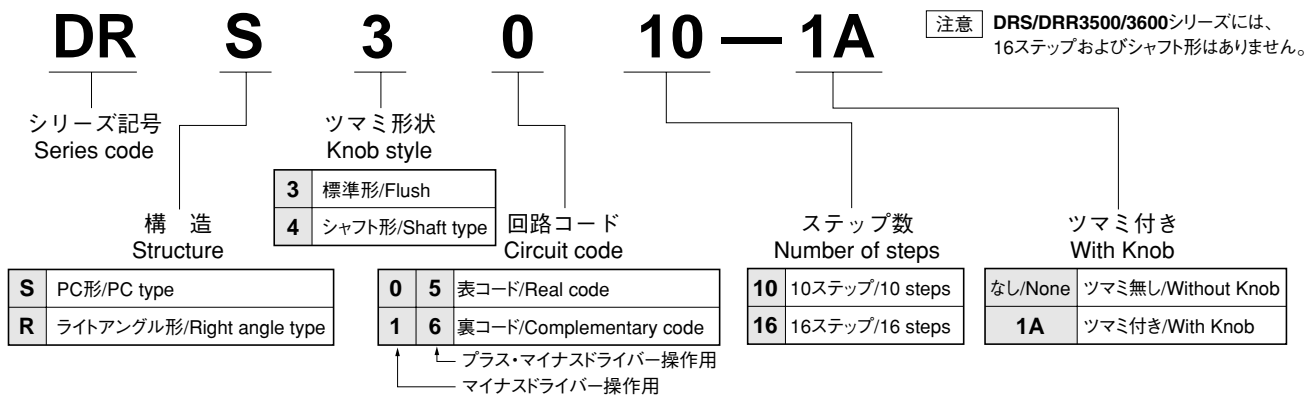 DR S 3 0 10 — 1A
注意 DRS/DRR3500/3600シリーズには、
16ステップおよびシャフト形はありません。
シリーズ記号
Series code
ツマミ形状
Knob style
3 標準形/Flush
4 シャフト形/Shaft type
構 造
Structure
S PC形/PC type
R ライトアングル形/Right angle type
回路コード
Circuit code
0 5 表コード/Real code
1 6 裏コード/Complementary code
プラス・マイナスドライバー操作用
マイナスドライバー操作用
ステップ数
Number of steps
10 10ステップ/10 steps
16 16ステップ/16 steps
ツマミ付き
With Knob
なし/None ツマミ無し/Without Knob
1A ツマミ付き/With Knob